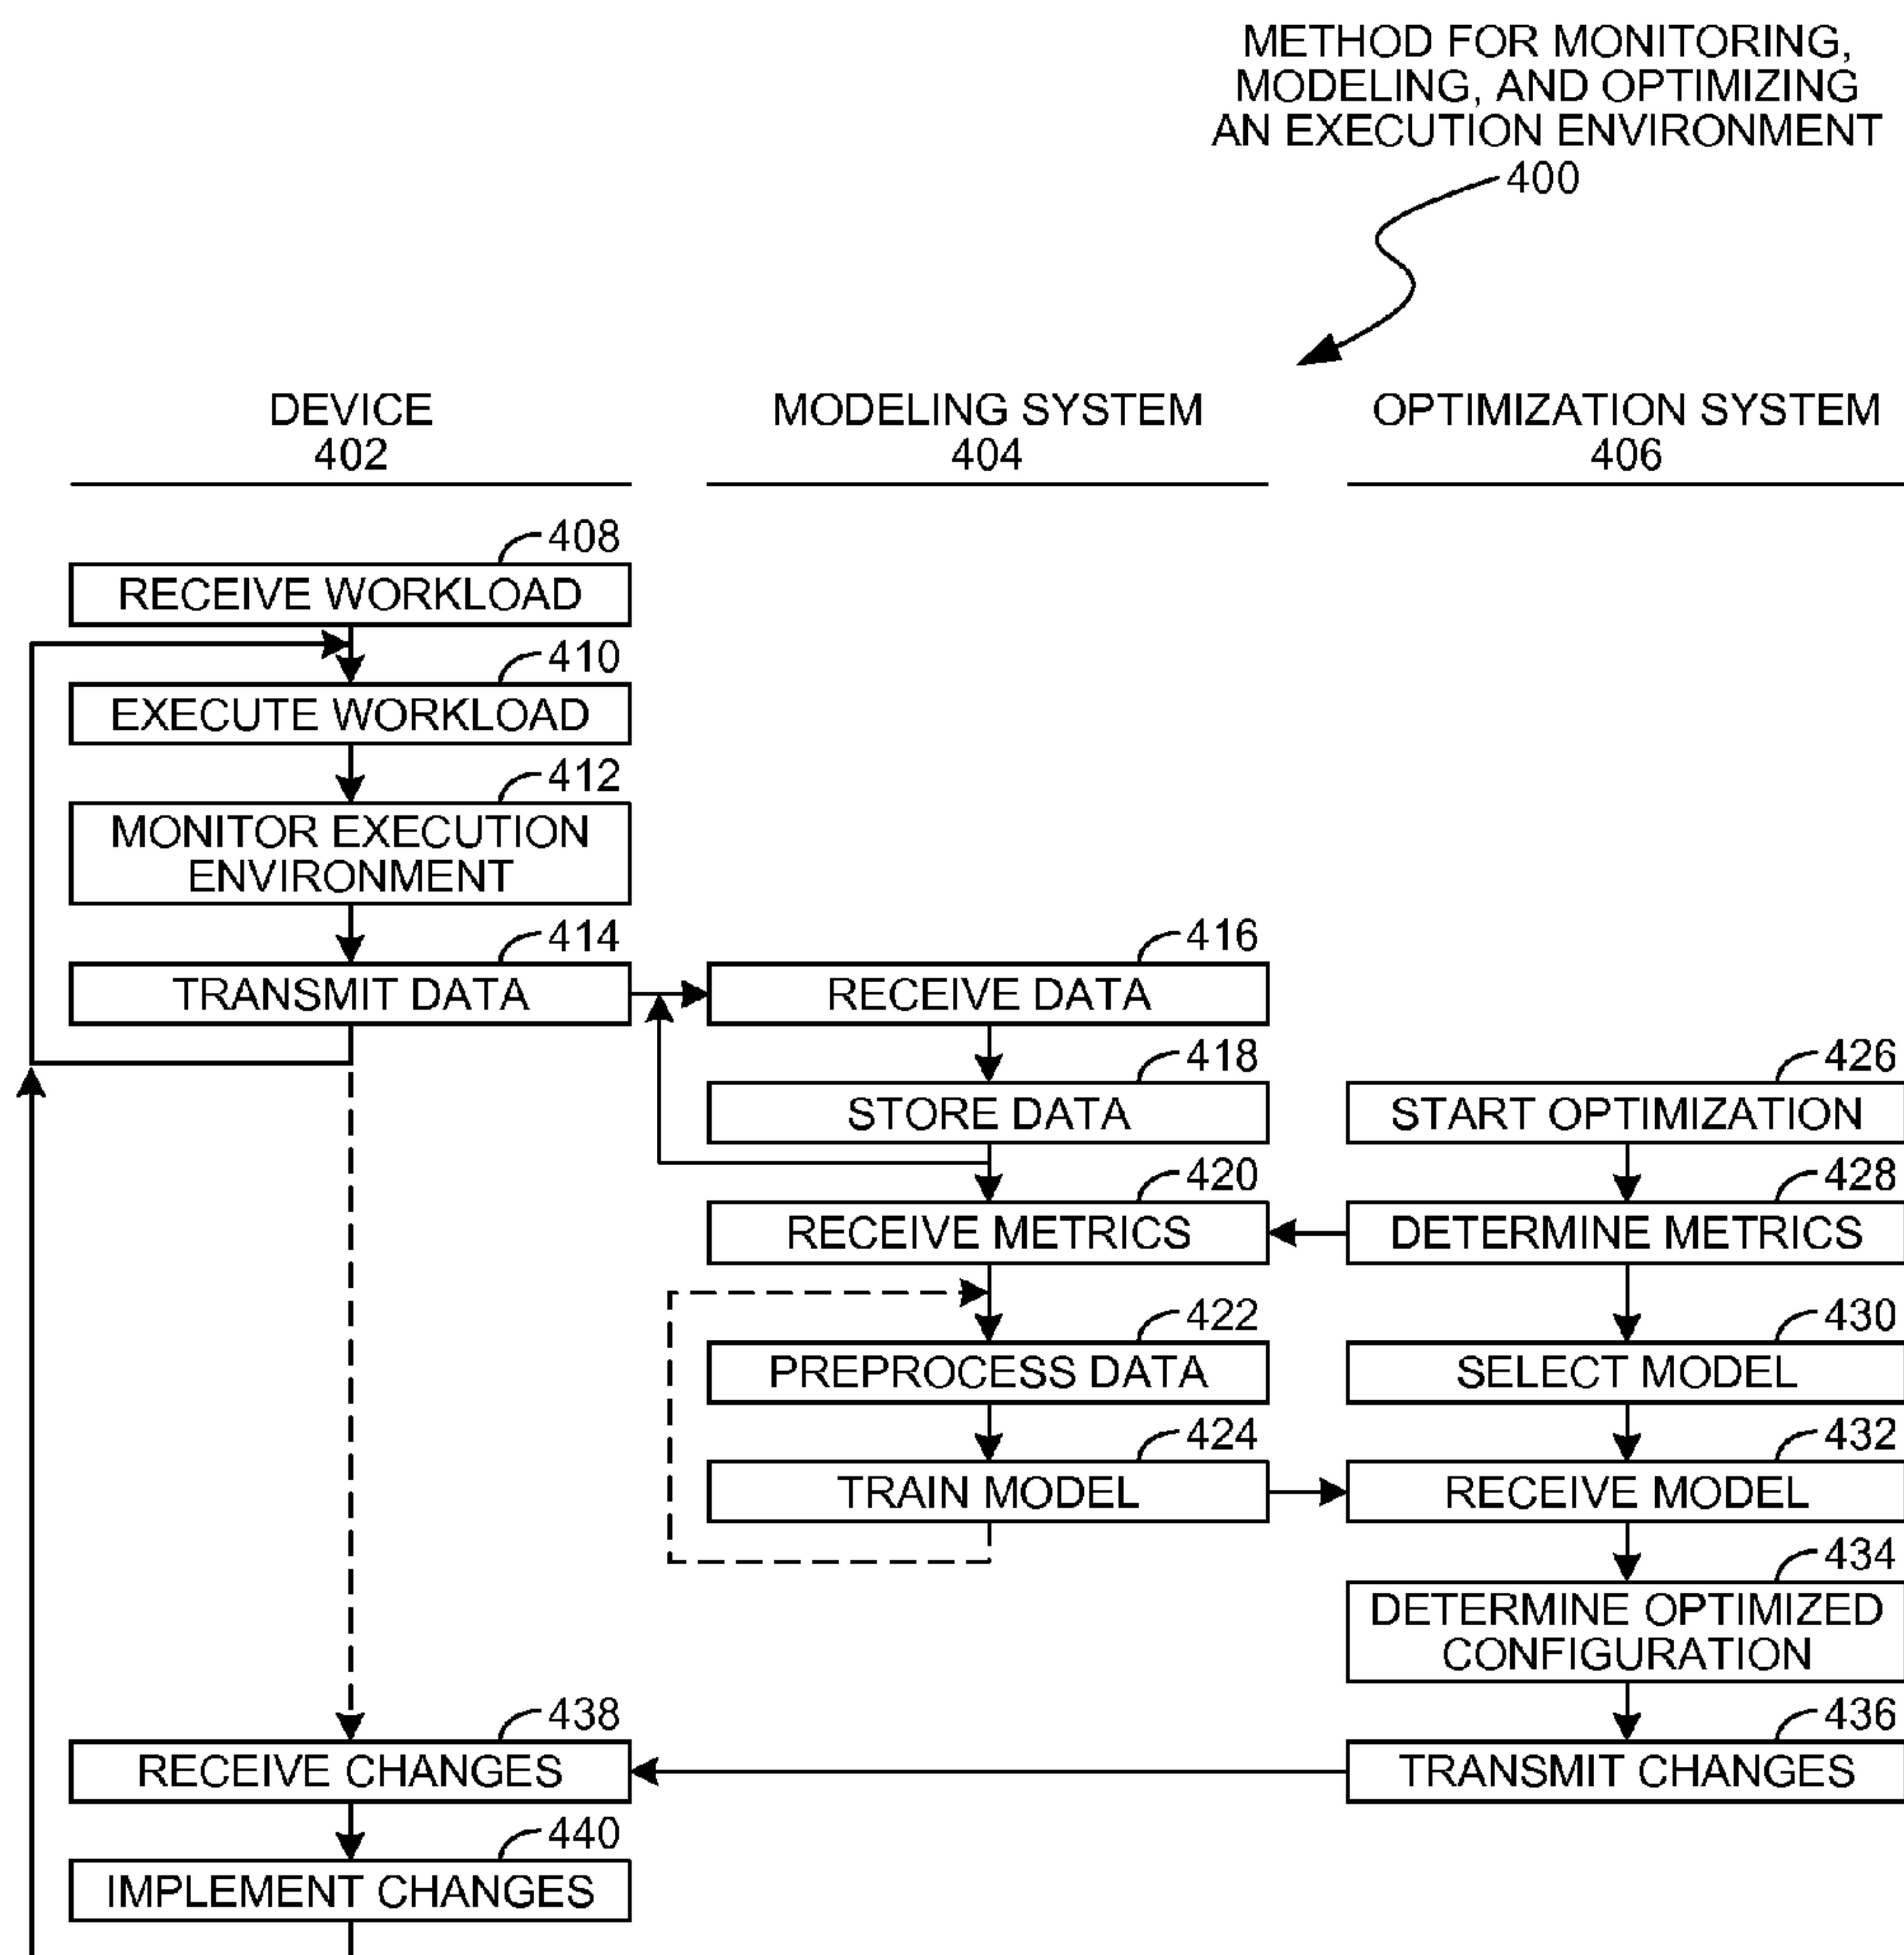 METHOD FOR MONITORING,
MODELING, AND OPTIMIZING
AN EXECUTION ENVIRONMENT
400
DEVICE
402
MODELING SYSTEM
404
OPTIMIZATION SYSTEM
406
408
RECEIVE WORKLOAD
410
EXECUTE WORKLOAD
412
MONITOR EXECUTION
ENVIRONMENT
414
TRANSMIT DATA
416
RECEIVE DATA
418
STORE DATA
426
START OPTIMIZATION
420
RECEIVE METRICS
428
DETERMINE METRICS
422
PREPROCESS DATA
430
SELECT MODEL
424
TRAIN MODEL
432
RECEIVE MODEL
434
DETERMINE OPTIMIZED
CONFIGURATION
438
RECEIVE CHANGES
436
TRANSMIT CHANGES
440
IMPLEMENT CHANGES